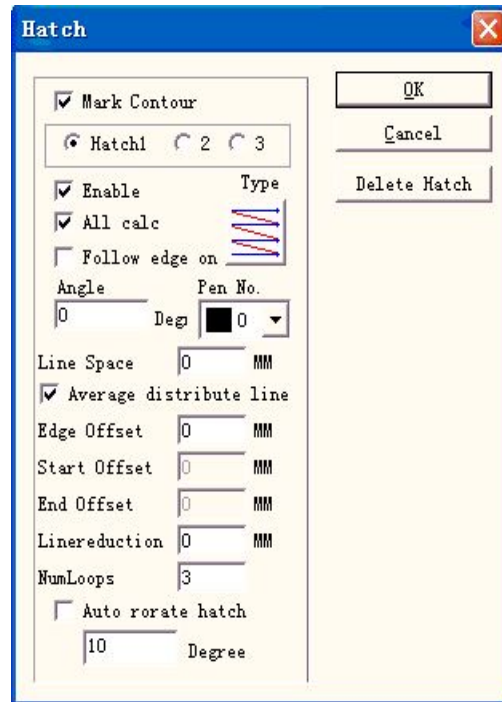 Hatch
Mark Contour
OK
Hatch1 2 3
Cancel
Enable
Type
Delete Hatch
All calc
Follow edge on
Angle Pen No.
0 Deg 0
Line Space 0 MM
Average distribute line
Edge Offset 0 MM
Start Offset 0 MM
End Offset 0 MM
Linereduction 0 MM
NumLoops 3
Auto rorate hatch
10 Degree